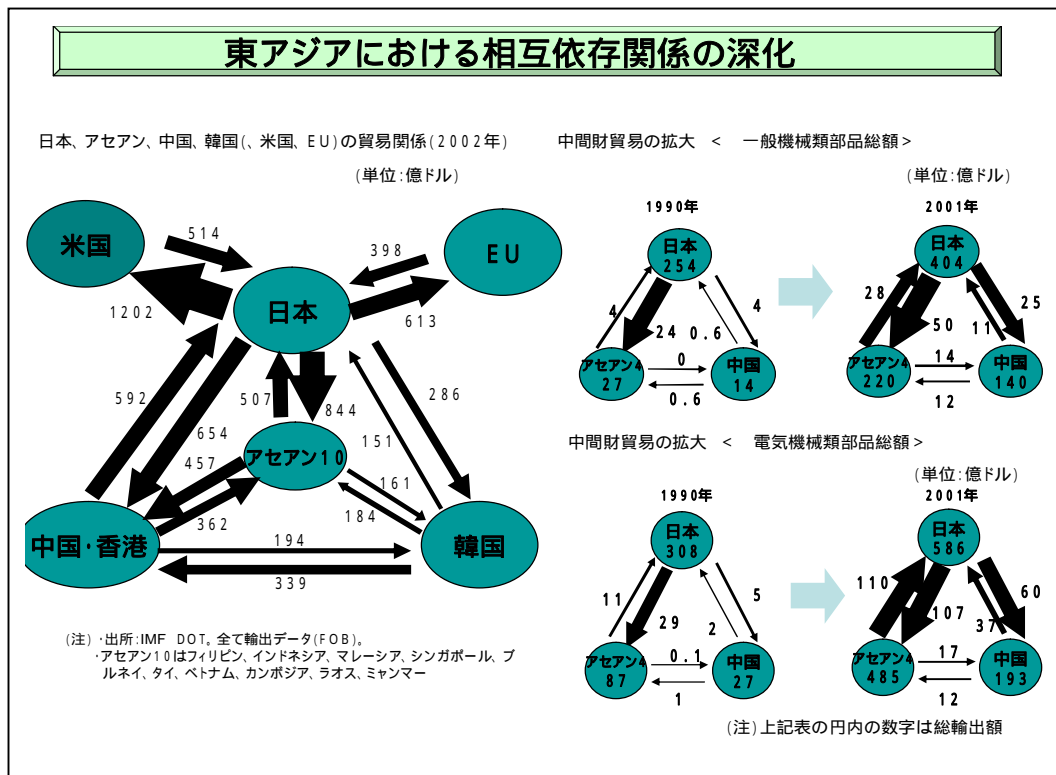 東アジアにおける相互依存関係の深化
日本、アセアン、中国、韓国(、米国、EU)の貿易関係(2002年)
(単位:億ドル)
米国
514
398
EU
日本
1202
613
592
507
844
286
654
151
457
アセアン10
161
362
184
中国・香港
194
韓国
339
(注)・出所:IMF DOT。全て輸出データ(FOB)。
・アセアン10はフィリピン、インドネシア、マレーシア、シンガポール、ブ
ルネイ、タイ、ベトナム、カンボジア、ラオス、ミャンマー
中間財貿易の拡大 < 一般機械類部品総額>
(単位:億ドル)
1990年
日本
254
4
4
24
0.6
0
アセアン4
27
中国
14
0.6
2001年
日本
404
28
25
50
11
14
アセアン4
220
中国
140
12
中間財貿易の拡大 < 電気機械類部品総額>
(単位:億ドル)
1990年
日本
308
11
5
29
2
0.1
アセアン4
87
中国
27
1
2001年
日本
586
110
60
107
37
17
アセアン4
485
中国
193
12
(注)上記表の円内の数字は総輸出額